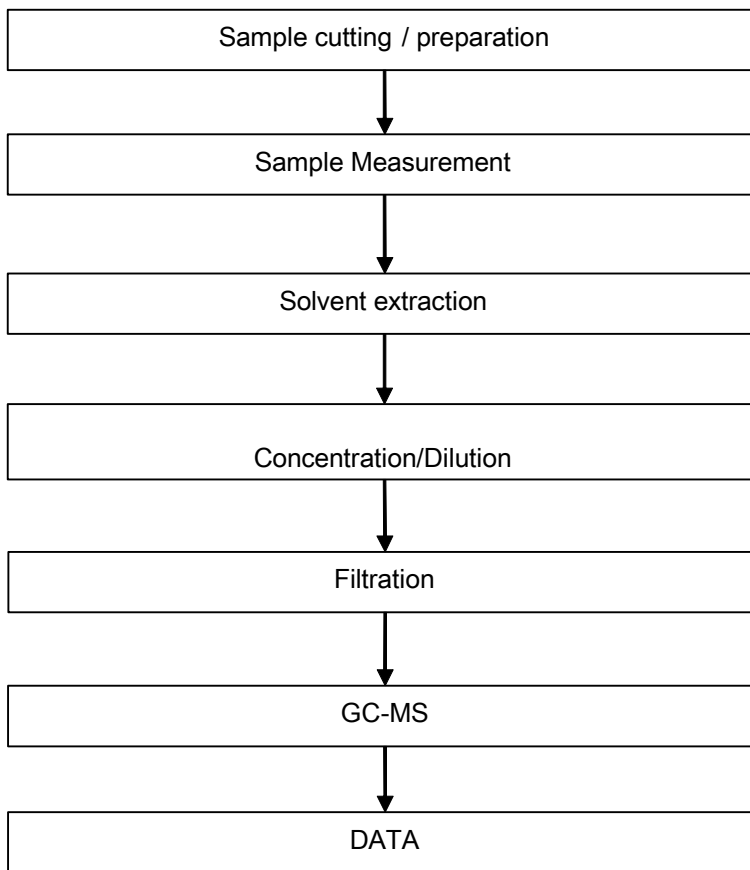 Sample cutting / preparation
Sample Measurement
Solvent extraction
Concentration/Dilution
Filtration
GC-MS
DATA